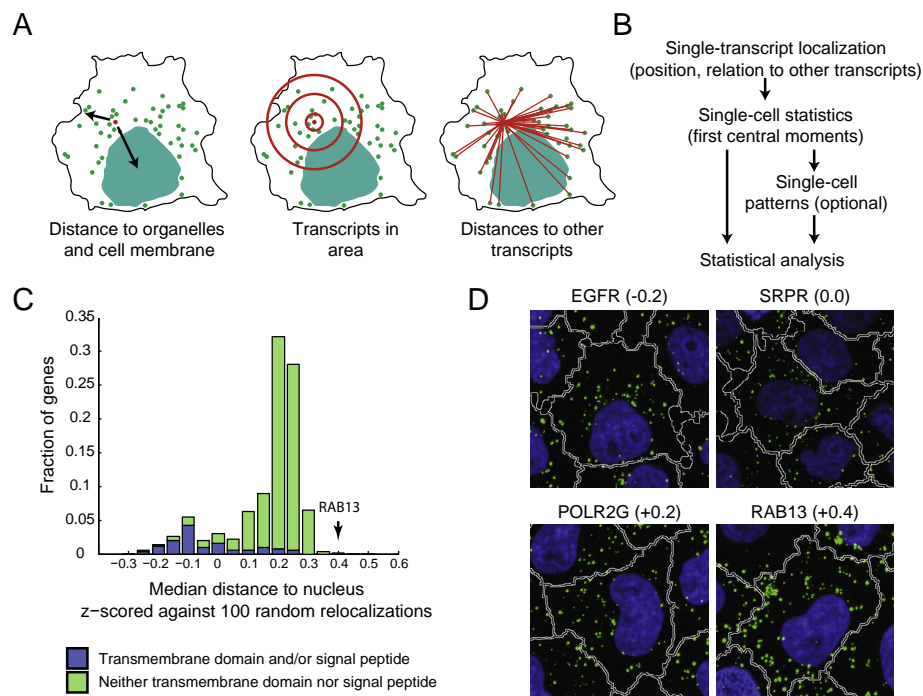 A
Distance to organelles
and cell membrane
Transcripts in
area
Distances to other
transcripts
B
Single-transcript localization
(position, relation to other transcripts)
Single-cell statistics
(first central moments)
Single-cell
patterns (optional)
Statistical analysis
C
Fraction of genes
0.35
0.3
0.25
0.2
0.15
0.1
0.05
0
RAB13
−0.3 −0.2 −0.1 0 0.1 0.2 0.3 0.4 0.5 0.6
Median distance to nucleus
z−scored against 100 random relocalizations
Transmembrane domain and/or signal peptide
Neither transmembrane domain nor signal peptide
D
EGFR (-0.2)
SRPR (0.0)
POLR2G (+0.2)
RAB13 (+0.4)